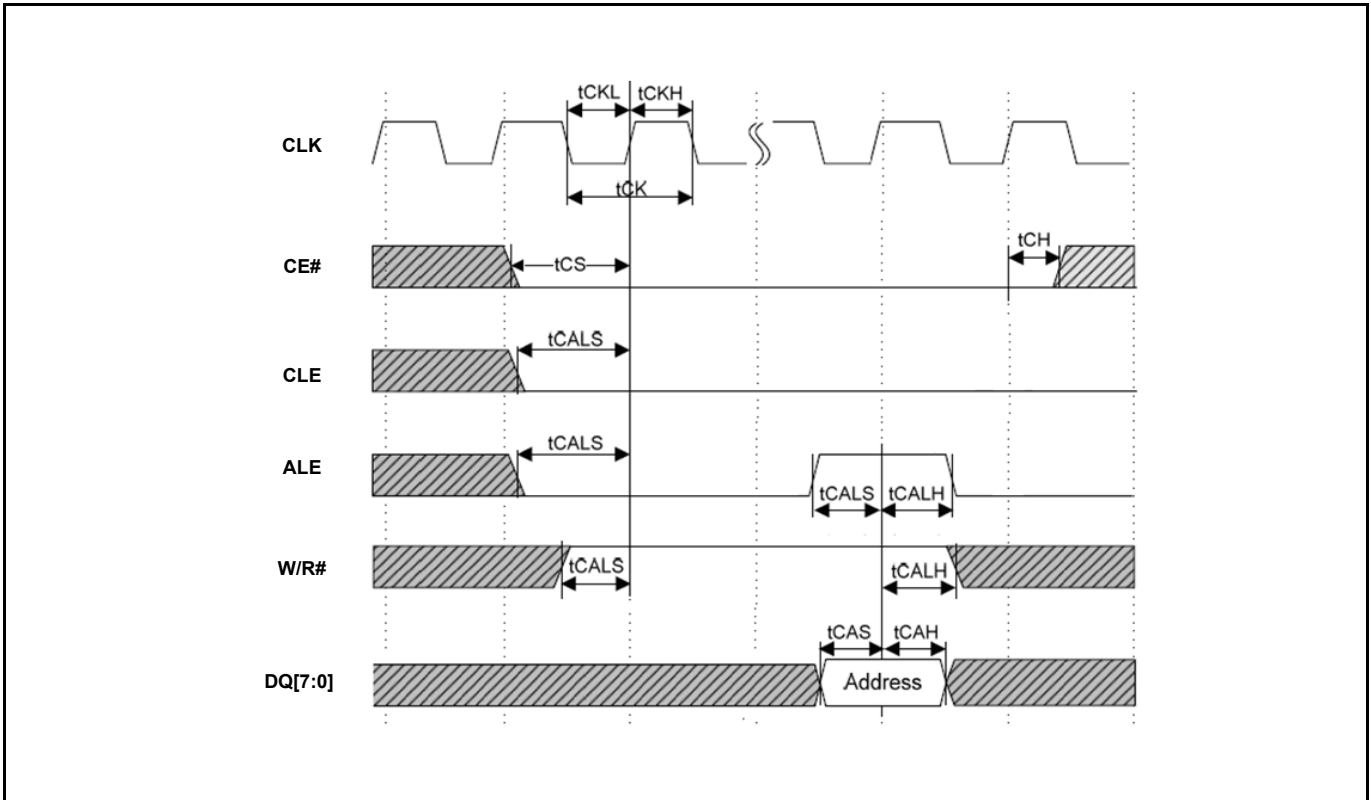 tCKL tCKH
CLK
tCK
tCH
CE#
tCS
tCALS
CLE
tCALS
ALE
tCALS tCALH
W/R#
tCALS
tCALH
tCAS tCAH
DQ[7:0]
Address